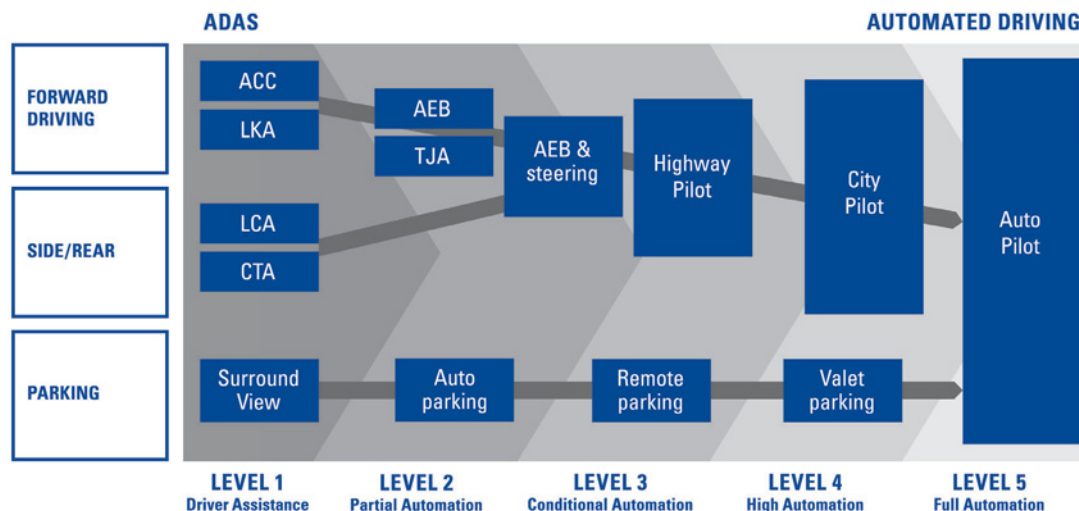 ADAS
AUTOMATED DRIVING
FORWARD
DRIVING
ACC
LKA
AEB
TJA
AEB &
steering
Highway
Pilot
City
Pilot
Auto
Pilot
SIDE/REAR
LCA
CTA
PARKING
Surround
View
Auto
parking
Remote
parking
Valet
parking
LEVEL 1
Driver Assistance
LEVEL 2
Partial Automation
LEVEL 3
Conditional Automation
LEVEL 4
High Automation
LEVEL 5
Full Automation